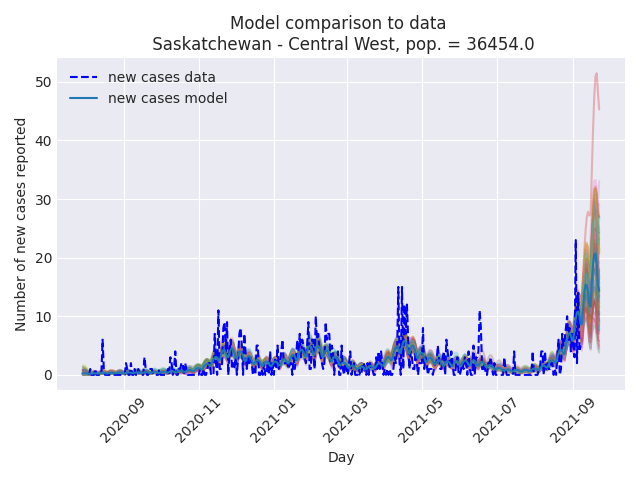 Model comparison to data
Saskatchewan - Central West, pop. = 36454.0
new cases data
new cases model
Number of new cases reported
50
40
30
20
10
0
2020-09
2020-11
2021-01
2021-03
2021-05
2021-07
2021-09
Day